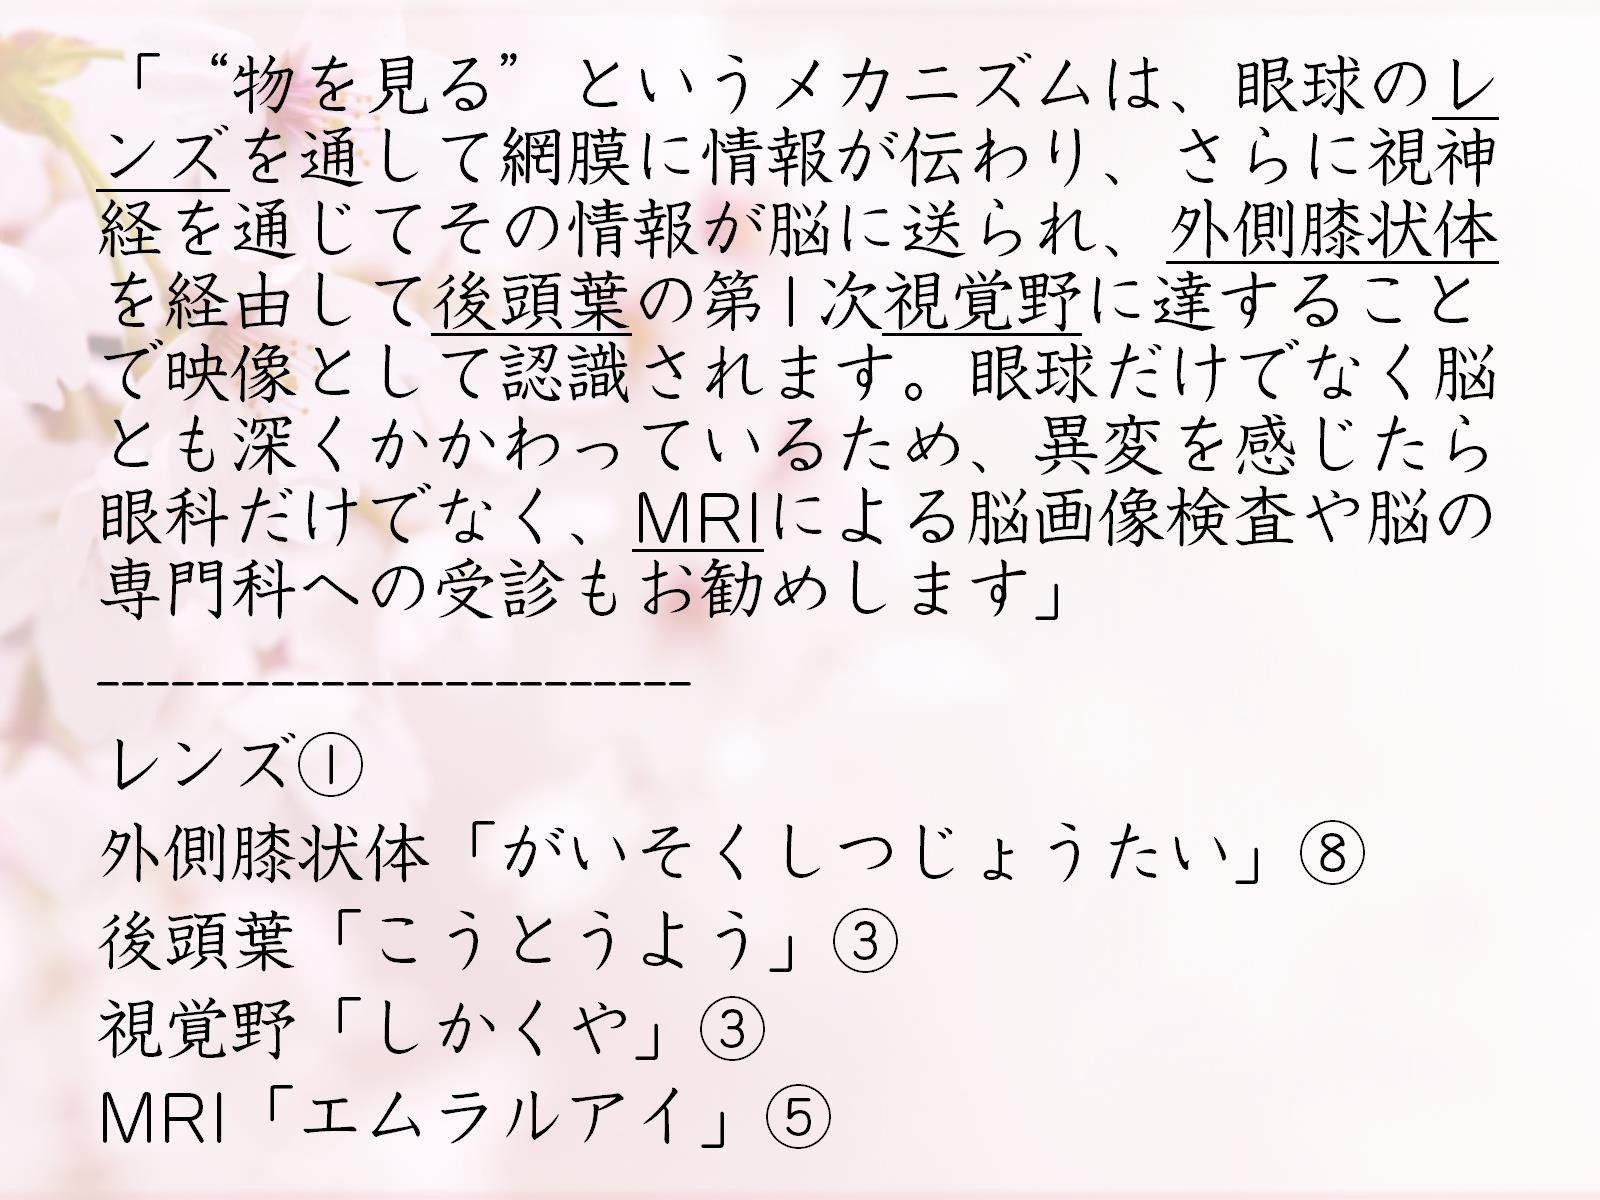 「 “物を見る” というメカニズムは、眼球のレ
ンズを通して網膜に情報が伝わり、さらに視神
経を通じてその情報が脳に送られ、外側膝状体
を経由して後頭葉の第1次視覚野に達すること
で映像として認識されます。眼球だけでなく脳
とも深くかかわっているため、異変を感じたら
眼科だけでなく、MRIによる脳画像検査や脳の
専門科への受診もお勧めします」
------------------------
レンズ①
外側膝状体「がいそくしつじょうたい」⑧
後頭葉「こうとうよう」③
視覚野「しかくや」③
MRI「エムラルアイ」⑤